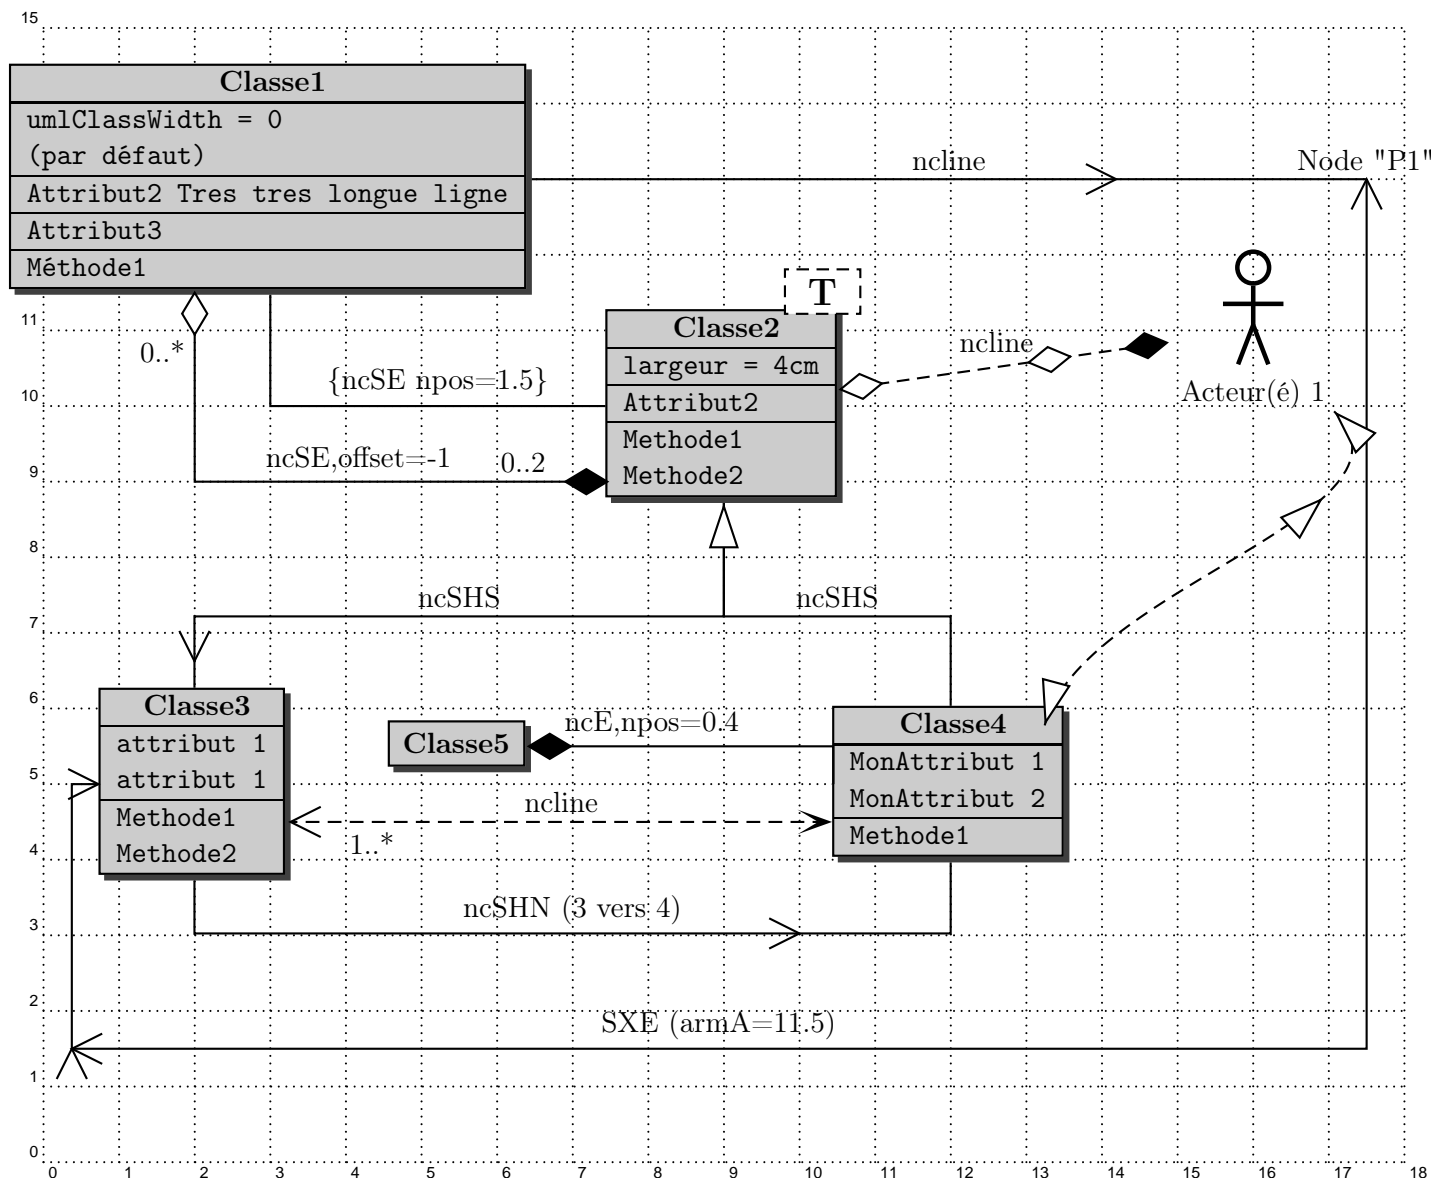 15
Classe1
umlClassWidth = 0
(par défaut)
Attribut2 Tres tres longue ligne
Attribut3
Méthode1
ncline
Node "P1"
T
11
Classe2
largeur = 4cm
Attribut2
Methode1
Methode2
0..*
{ncSE npos=1.5}
ncline
Acteur(é) 1
10
ncSE,offset=-1
0..2
9
8
ncSHS
ncSHS
7
6
Classe3
attribut 1
attribut 1
Methode1
Methode2
Classe5
ncE,npos=0.4
Classe4
MonAttribut 1
MonAttribut 2
Methode1
5
ncline
1..*
4
ncSHN (3 vers 4)
3
2
SXE (armA=11.5)
1
0
0 1 2 3 4 5 6 7 8 9 10 11 12 13 14 15 16 17 18